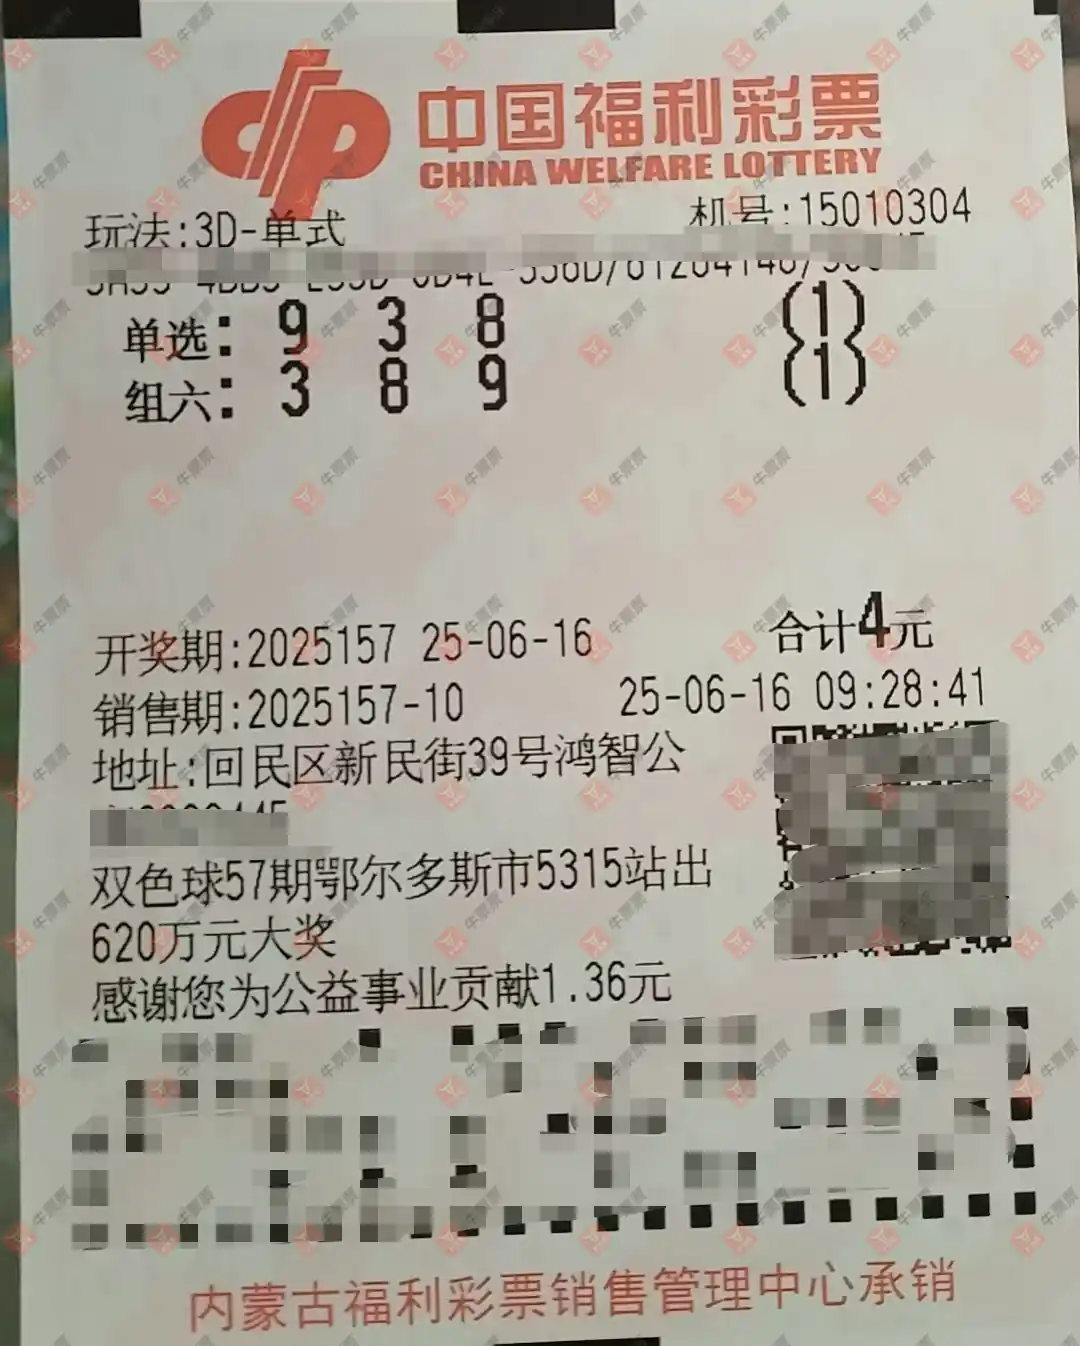 中国福利彩票
CHINA WELFARE LOTTERY
玩法:3D-单式 机号:15010304
单选: 9 3 8 (1)
组六: 3 8 9 (1)
开奖期:2025157 25-06-16 合计4元
销售期:2025157-10 25-06-16 09:28:41
地址:回民区新民街39号鸿智公
双色球57期鄂尔多斯市5315站出
620万元大奖
感谢您为公益事业贡献1.36元
内蒙古福利彩票销售管理中心承销
牛票票